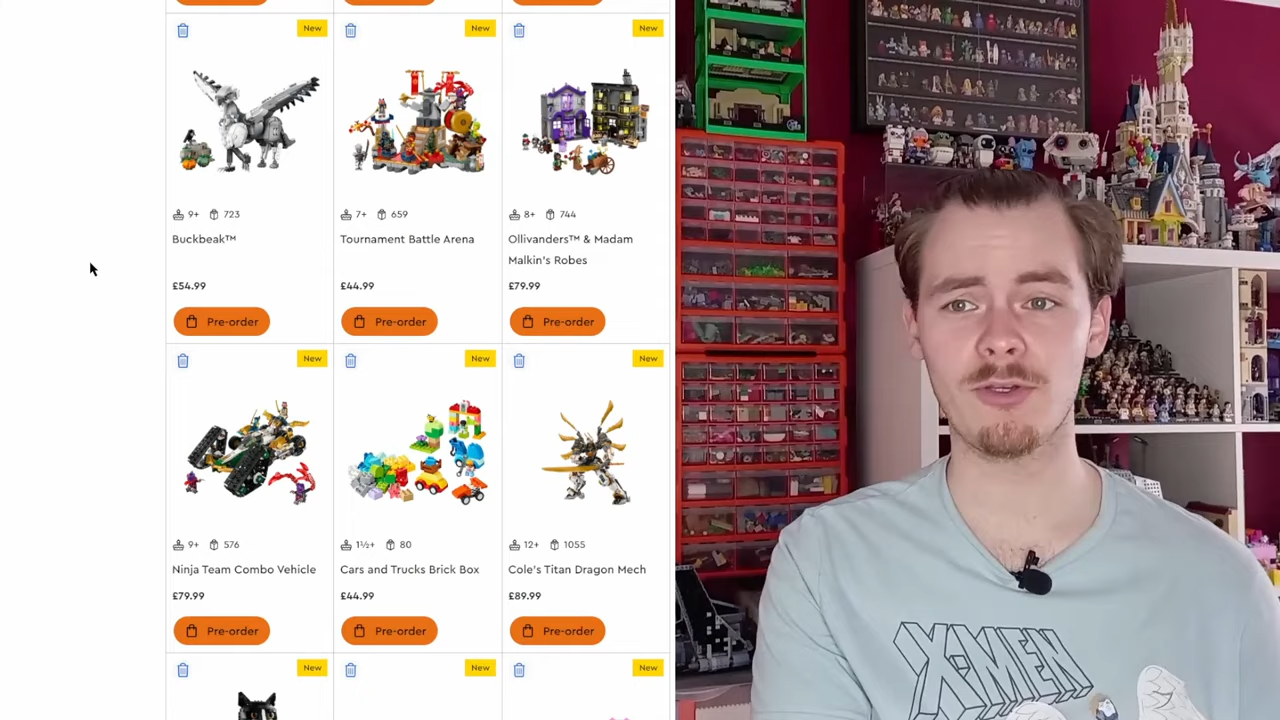 New
New
New
9+ 723
7+ 659
8+ 744
Buckbeak™
Tournament Battle Arena
Ollivanders™ & Madam
Malkin's Robes
£54.99
£44.99
£79.99
Pre-order
Pre-order
Pre-order
New
New
New
9+ 576
1½+ 80
12+ 1055
Ninja Team Combo Vehicle
Cars and Trucks Brick Box
Cole's Titan Dragon Mech
£79.99
£44.99
£89.99
Pre-order
Pre-order
Pre-order
New
New
New
X-MEN